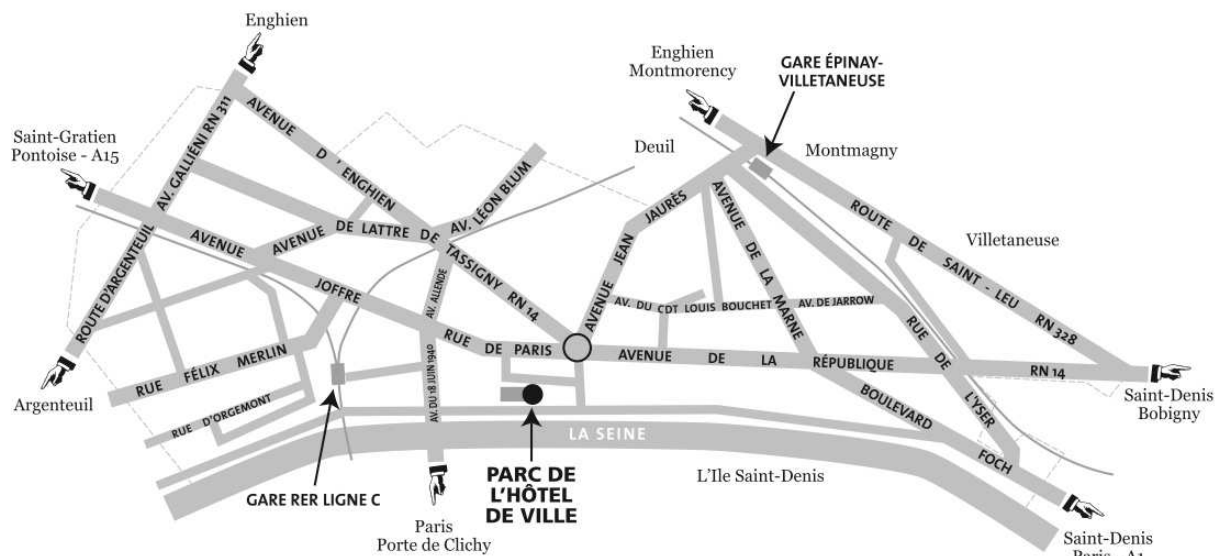 Enghien
Enghien
Montmorency
GARE ÉPINAY-
VILLETANEUSE
Saint-Gratien
Pontoise - A15
AV. GALLIENI RN 311
AVENUE D'ENGHIEN
Deuil
Montmagny
AV. LÉON BLUM
AVENUE JEAN JAURÈS
AVENUE DE LA MARNE
ROUTE DE SAINT-LEU RN 328
Villetaneuse
ROUTE D'ARGENTEUIL
AVENUE JOFFRE
AVENUE DE LATTRE DE TASSIGNY RN 14
AV. ALLENDE
AV. DU CDT LOUIS BOUCHET
AV. DE JARROW
RUE DE L'YSER
RUE DE PARIS
AVENUE DE LA RÉPUBLIQUE
RN 14
RUE FÉLIX MERLIN
AV. DU 18 JUIN 1940
Argenteuil
RUE D'ORGEMONT
BOULEVARD FOCH
Saint-Denis
Bobigny
LA SEINE
GARE RER LIGNE C
PARC DE
L'HÔTEL
DE VILLE
L'Ile Saint-Denis
Paris
Porte de Clichy
Saint-Denis
Paris - A1